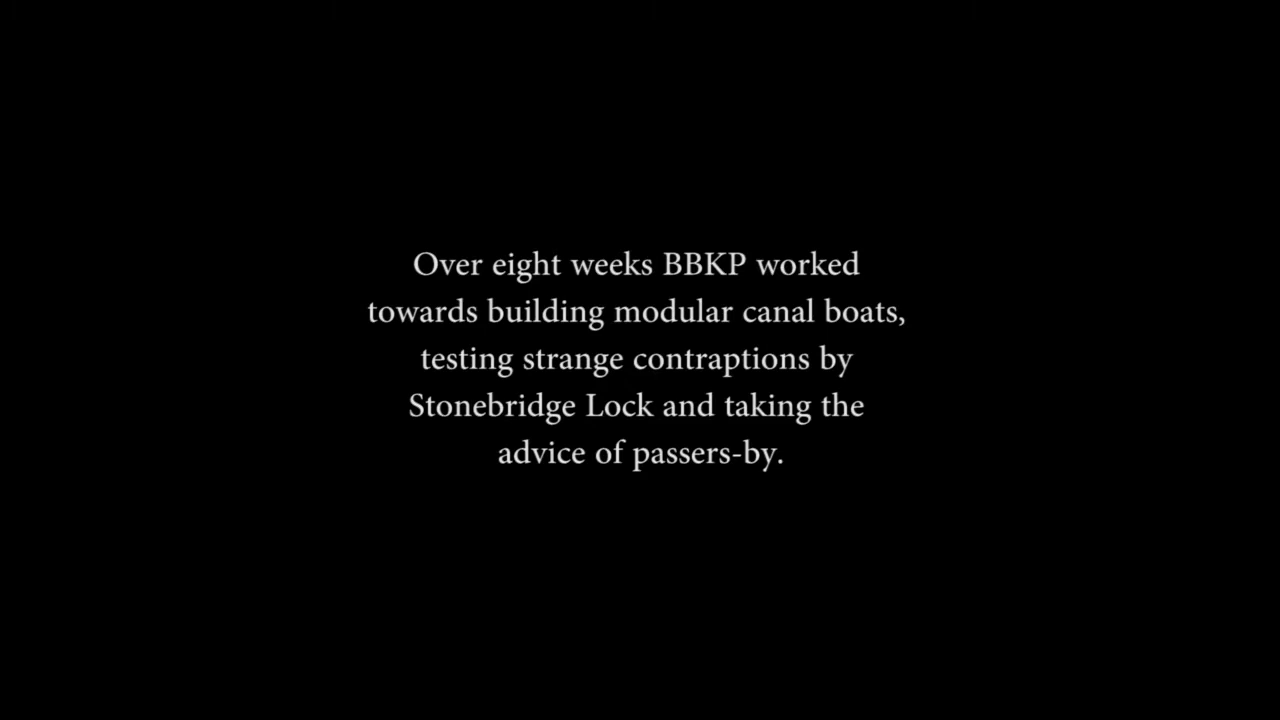 Over eight weeks BBKP worked
towards building modular canal boats,
testing strange contraptions by
Stonebridge Lock and taking the
advice of passers-by.